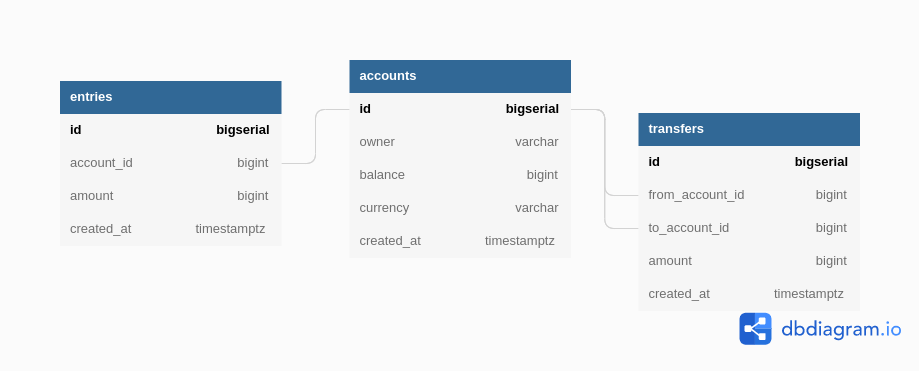 entries
id bigserial
account_id bigint
amount bigint
created_at timestamptz
accounts
id bigserial
owner varchar
balance bigint
currency varchar
created_at timestamptz
transfers
id bigserial
from_account_id bigint
to_account_id bigint
amount bigint
created_at timestamptz
dbdiagram.io